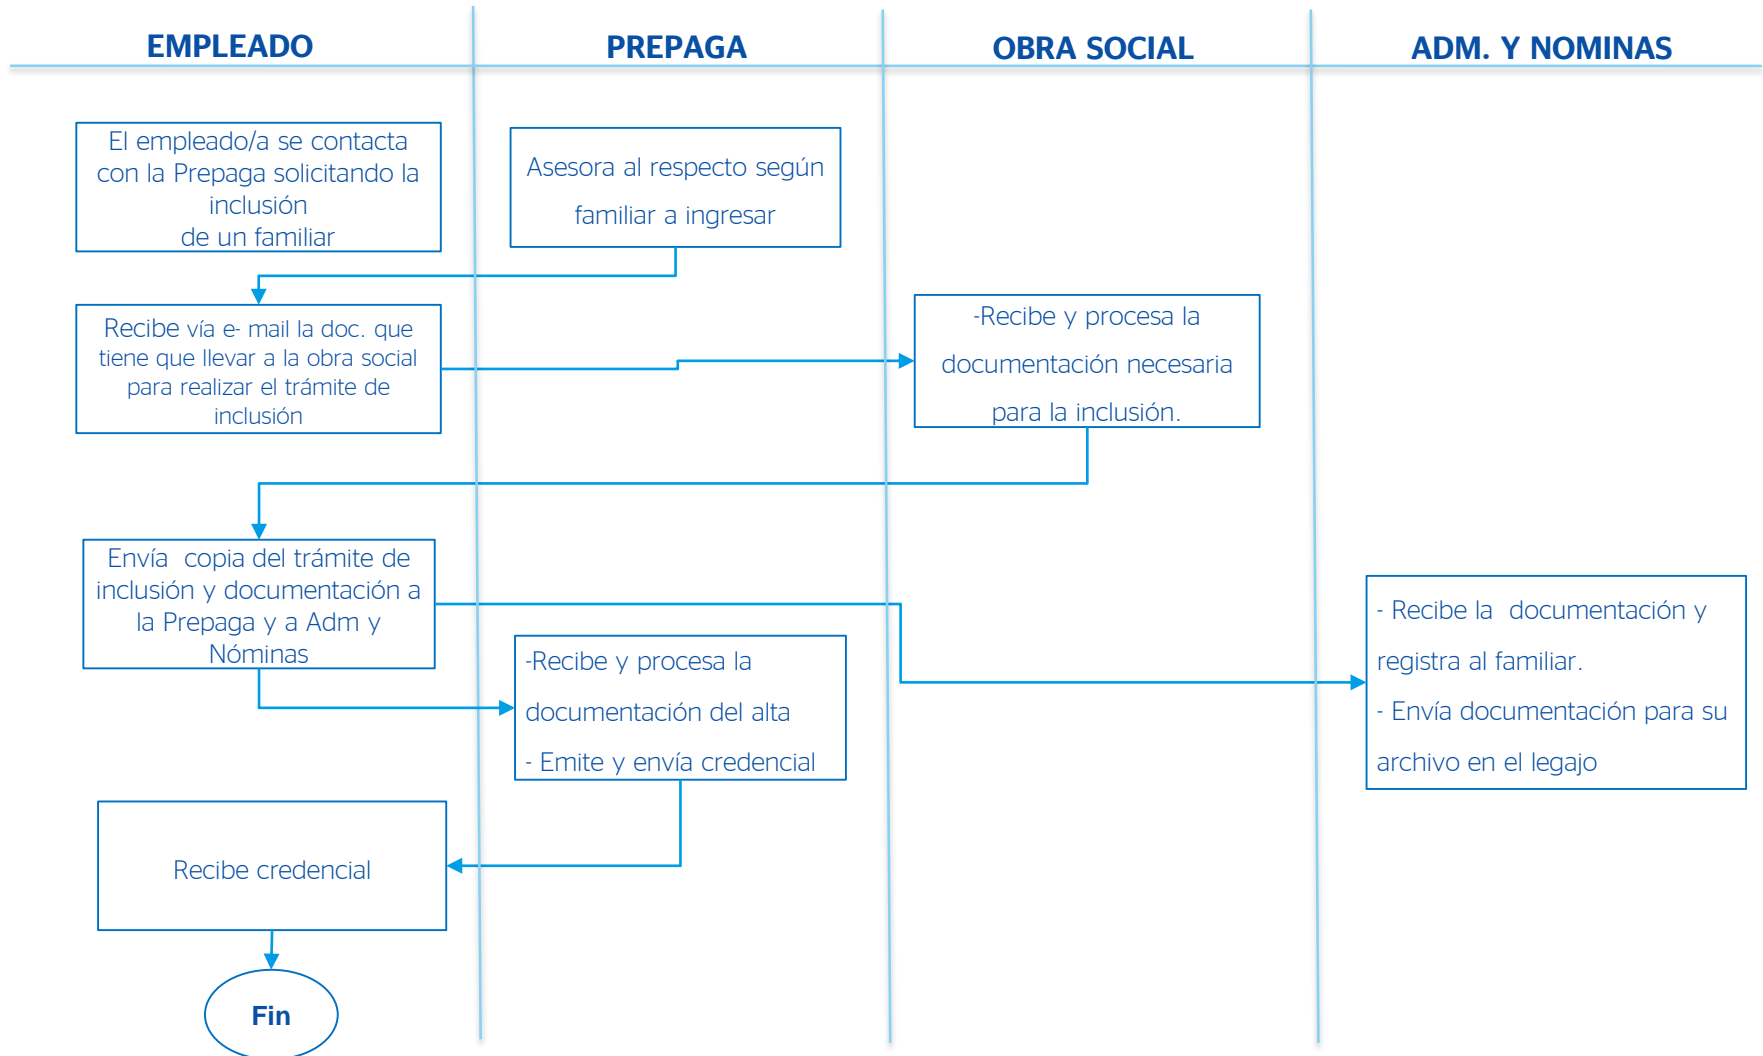 EMPLEADO
PREPAGA
OBRA SOCIAL
ADM. Y NOMINAS
El empleado/a se contacta
con la Prepaga solicitando la
inclusión
de un familiar
Asesora al respecto según
familiar a ingresar
Recibe vía e- mail la doc. que
tiene que llevar a la obra social
para realizar el trámite de
inclusión
-Recibe y procesa la
documentación necesaria
para la inclusión.
Envía  copia del trámite de
inclusión y documentación a
la Prepaga y a Adm y
Nóminas
-Recibe y procesa la
documentación del alta
- Emite y envía credencial
- Recibe la  documentación y
registra al familiar.
- Envía documentación para su
archivo en el legajo
Recibe credencial
Fin